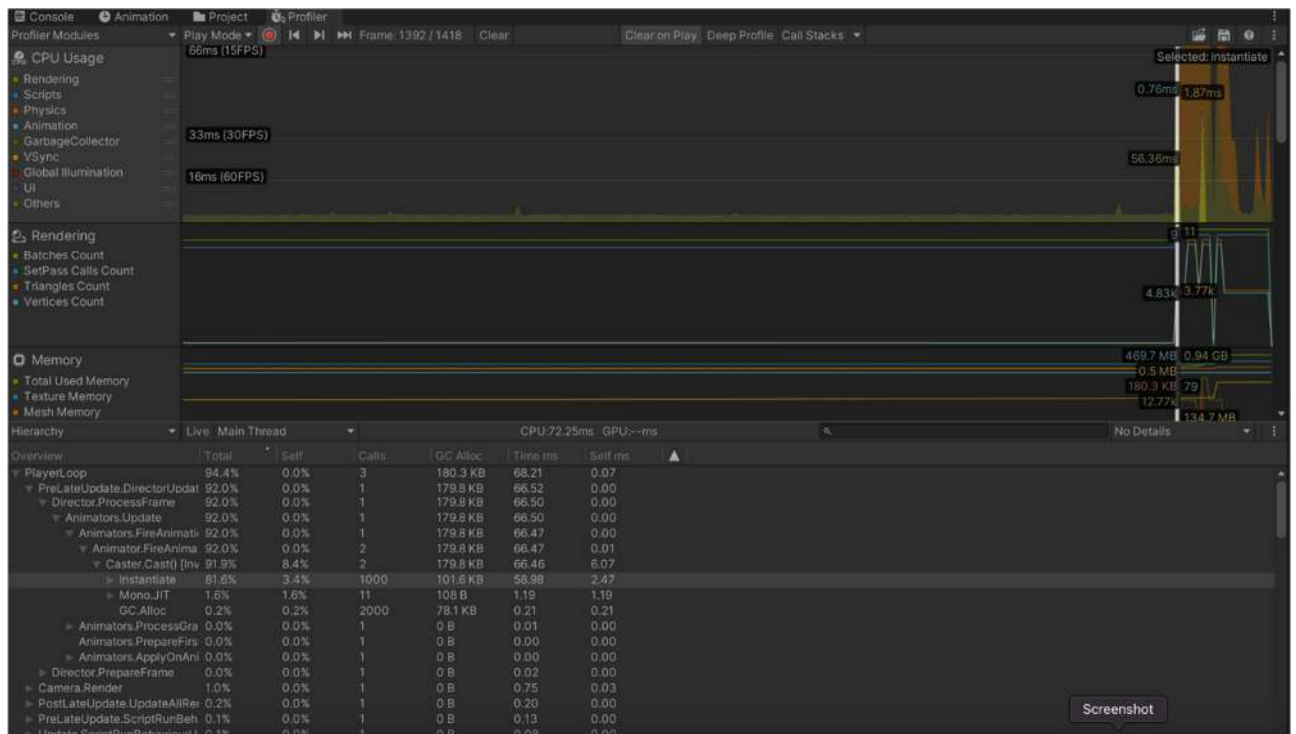 Console Animation Project Profiler
Profiler Modules Play Mode Frame: 1392 / 1418 Clear Clear on Play Deep Profile Call Stacks
CPU Usage
Rendering
Scripts
Physics
Animation
GarbageCollector
VSync
Global Illumination
UI
Others
66ms (15FPS)
33ms (30FPS)
16ms (60FPS)
Selected: Instantiate
0.76ms 1.87ms
56.36ms
Rendering
Batches Count
SetPass Calls Count
Triangles Count
Vertices Count
9 11
4.83k 3.77k
Memory
Total Used Memory
Texture Memory
Mesh Memory
469.7 MB 0.94 GB
0.5 MB
180.3 KB 79
12.77k
134.7 MB
Hierarchy Live Main Thread CPU:72.25ms GPU:--ms No Details
Overview Total Self Calls GC Alloc Time ms Self ms
PlayerLoop 94.4% 0.0% 3 180.3 KB 68.21 0.07
PreLateUpdate.DirectorUpdat 92.0% 0.0% 1 179.8 KB 66.52 0.00
Director.ProcessFrame 92.0% 0.0% 1 179.8 KB 66.50 0.00
Animators.Update 92.0% 0.0% 1 179.8 KB 66.50 0.00
Animators.FireAnimati 92.0% 0.0% 1 179.8 KB 66.47 0.00
Animator.FireAnima 92.0% 0.0% 2 179.8 KB 66.47 0.01
Caster.Cast() [Inv 91.9% 8.4% 2 179.8 KB 66.46 6.07
Instantiate 81.6% 3.4% 1000 101.6 KB 58.98 2.47
Mono.JIT 1.6% 1.6% 11 108 B 1.19 1.19
GC.Alloc 0.2% 0.2% 2000 78.1 KB 0.21 0.21
Animators.ProcessGra 0.0% 0.0% 1 0 B 0.01 0.00
Animators.PrepareFirs 0.0% 0.0% 1 0 B 0.00 0.00
Animators.ApplyOnAni 0.0% 0.0% 1 0 B 0.00 0.00
Director.PrepareFrame 0.0% 0.0% 1 0 B 0.02 0.00
Camera.Render 1.0% 0.0% 1 0 B 0.75 0.03
PostLateUpdate.UpdateAllRe 0.2% 0.0% 1 0 B 0.20 0.00
PreLateUpdate.ScriptRunBeh 0.1% 0.0% 1 0 B 0.13 0.00
Screenshot